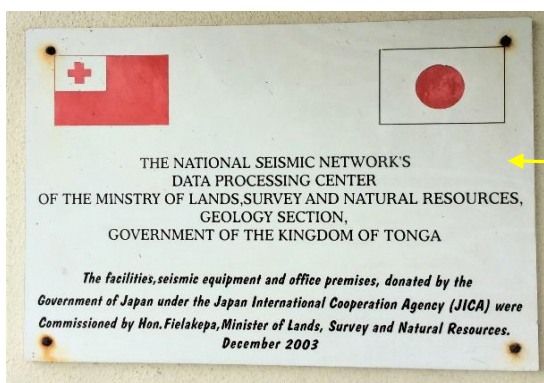 THE NATIONAL SEISMIC NETWORK'S
DATA PROCESSING CENTER
OF THE MINSTRY OF LANDS,SURVEY AND NATURAL RESOURCES,
GEOLOGY SECTION,
GOVERNMENT OF THE KINGDOM OF TONGA
The facilities,seismic equipment and office premises, donated by the
Government of Japan under the Japan International Cooperation Agency (JICA) were
Commissioned by Hon.Fielakepa,Minister of Lands, Survey and Natural Resources.
December 2003